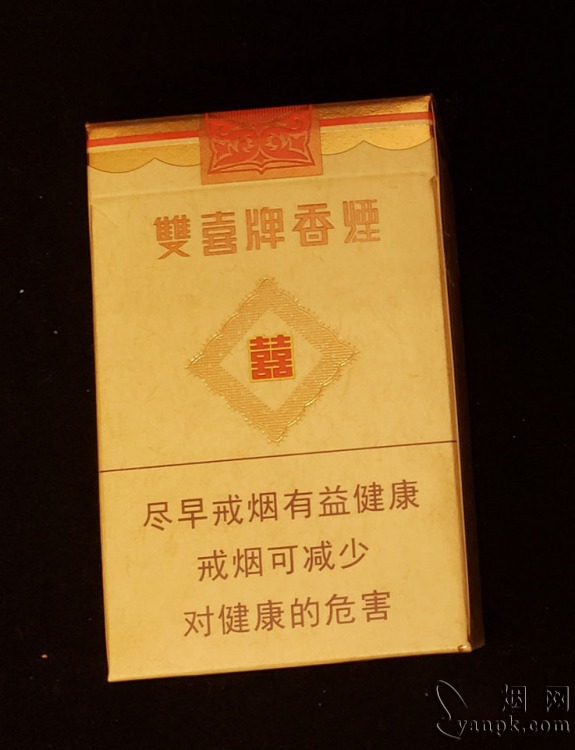 雙喜牌香煙
囍
尽早戒烟有益健康
戒烟可减少
对健康的危害
烟网
yanpk.com